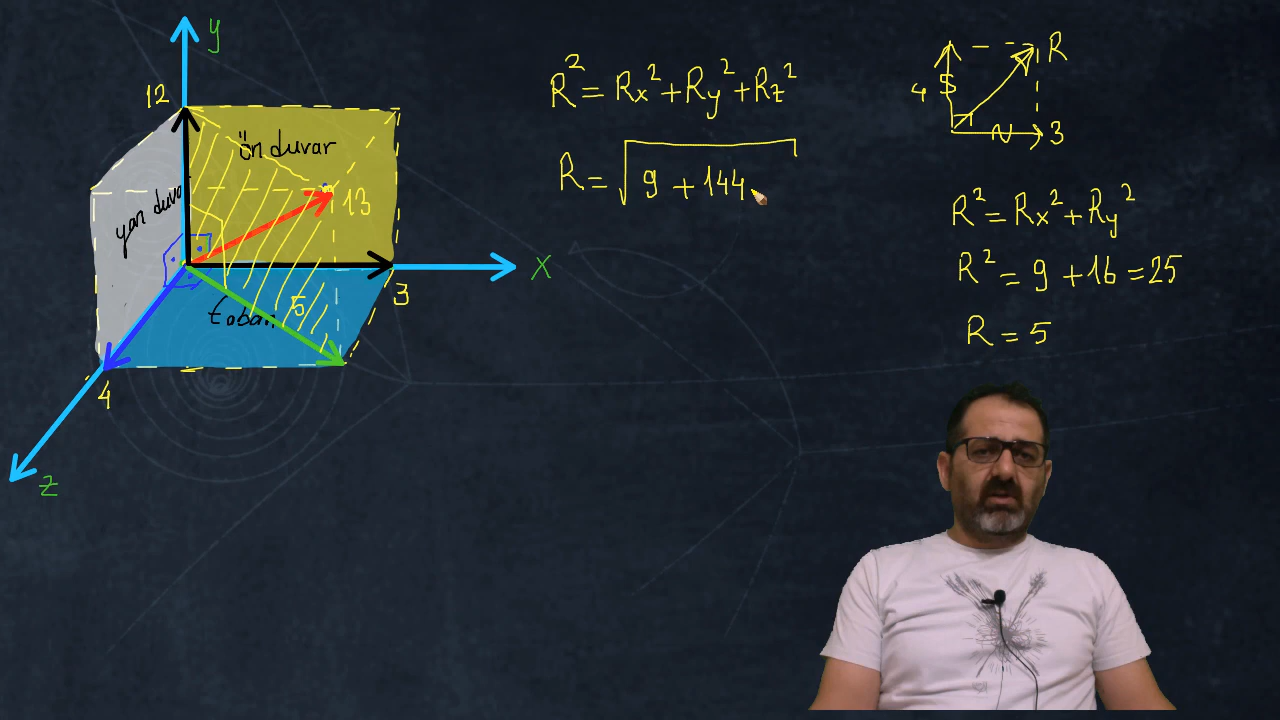 y
12
ön duvar
yan duvar
13
x
3
5
taban
4
z
R² = Rx² + Ry² + Rz²
R = √9 + 144
R
4
3
R² = Rx² + Ry²
R² = 9 + 16 = 25
R = 5